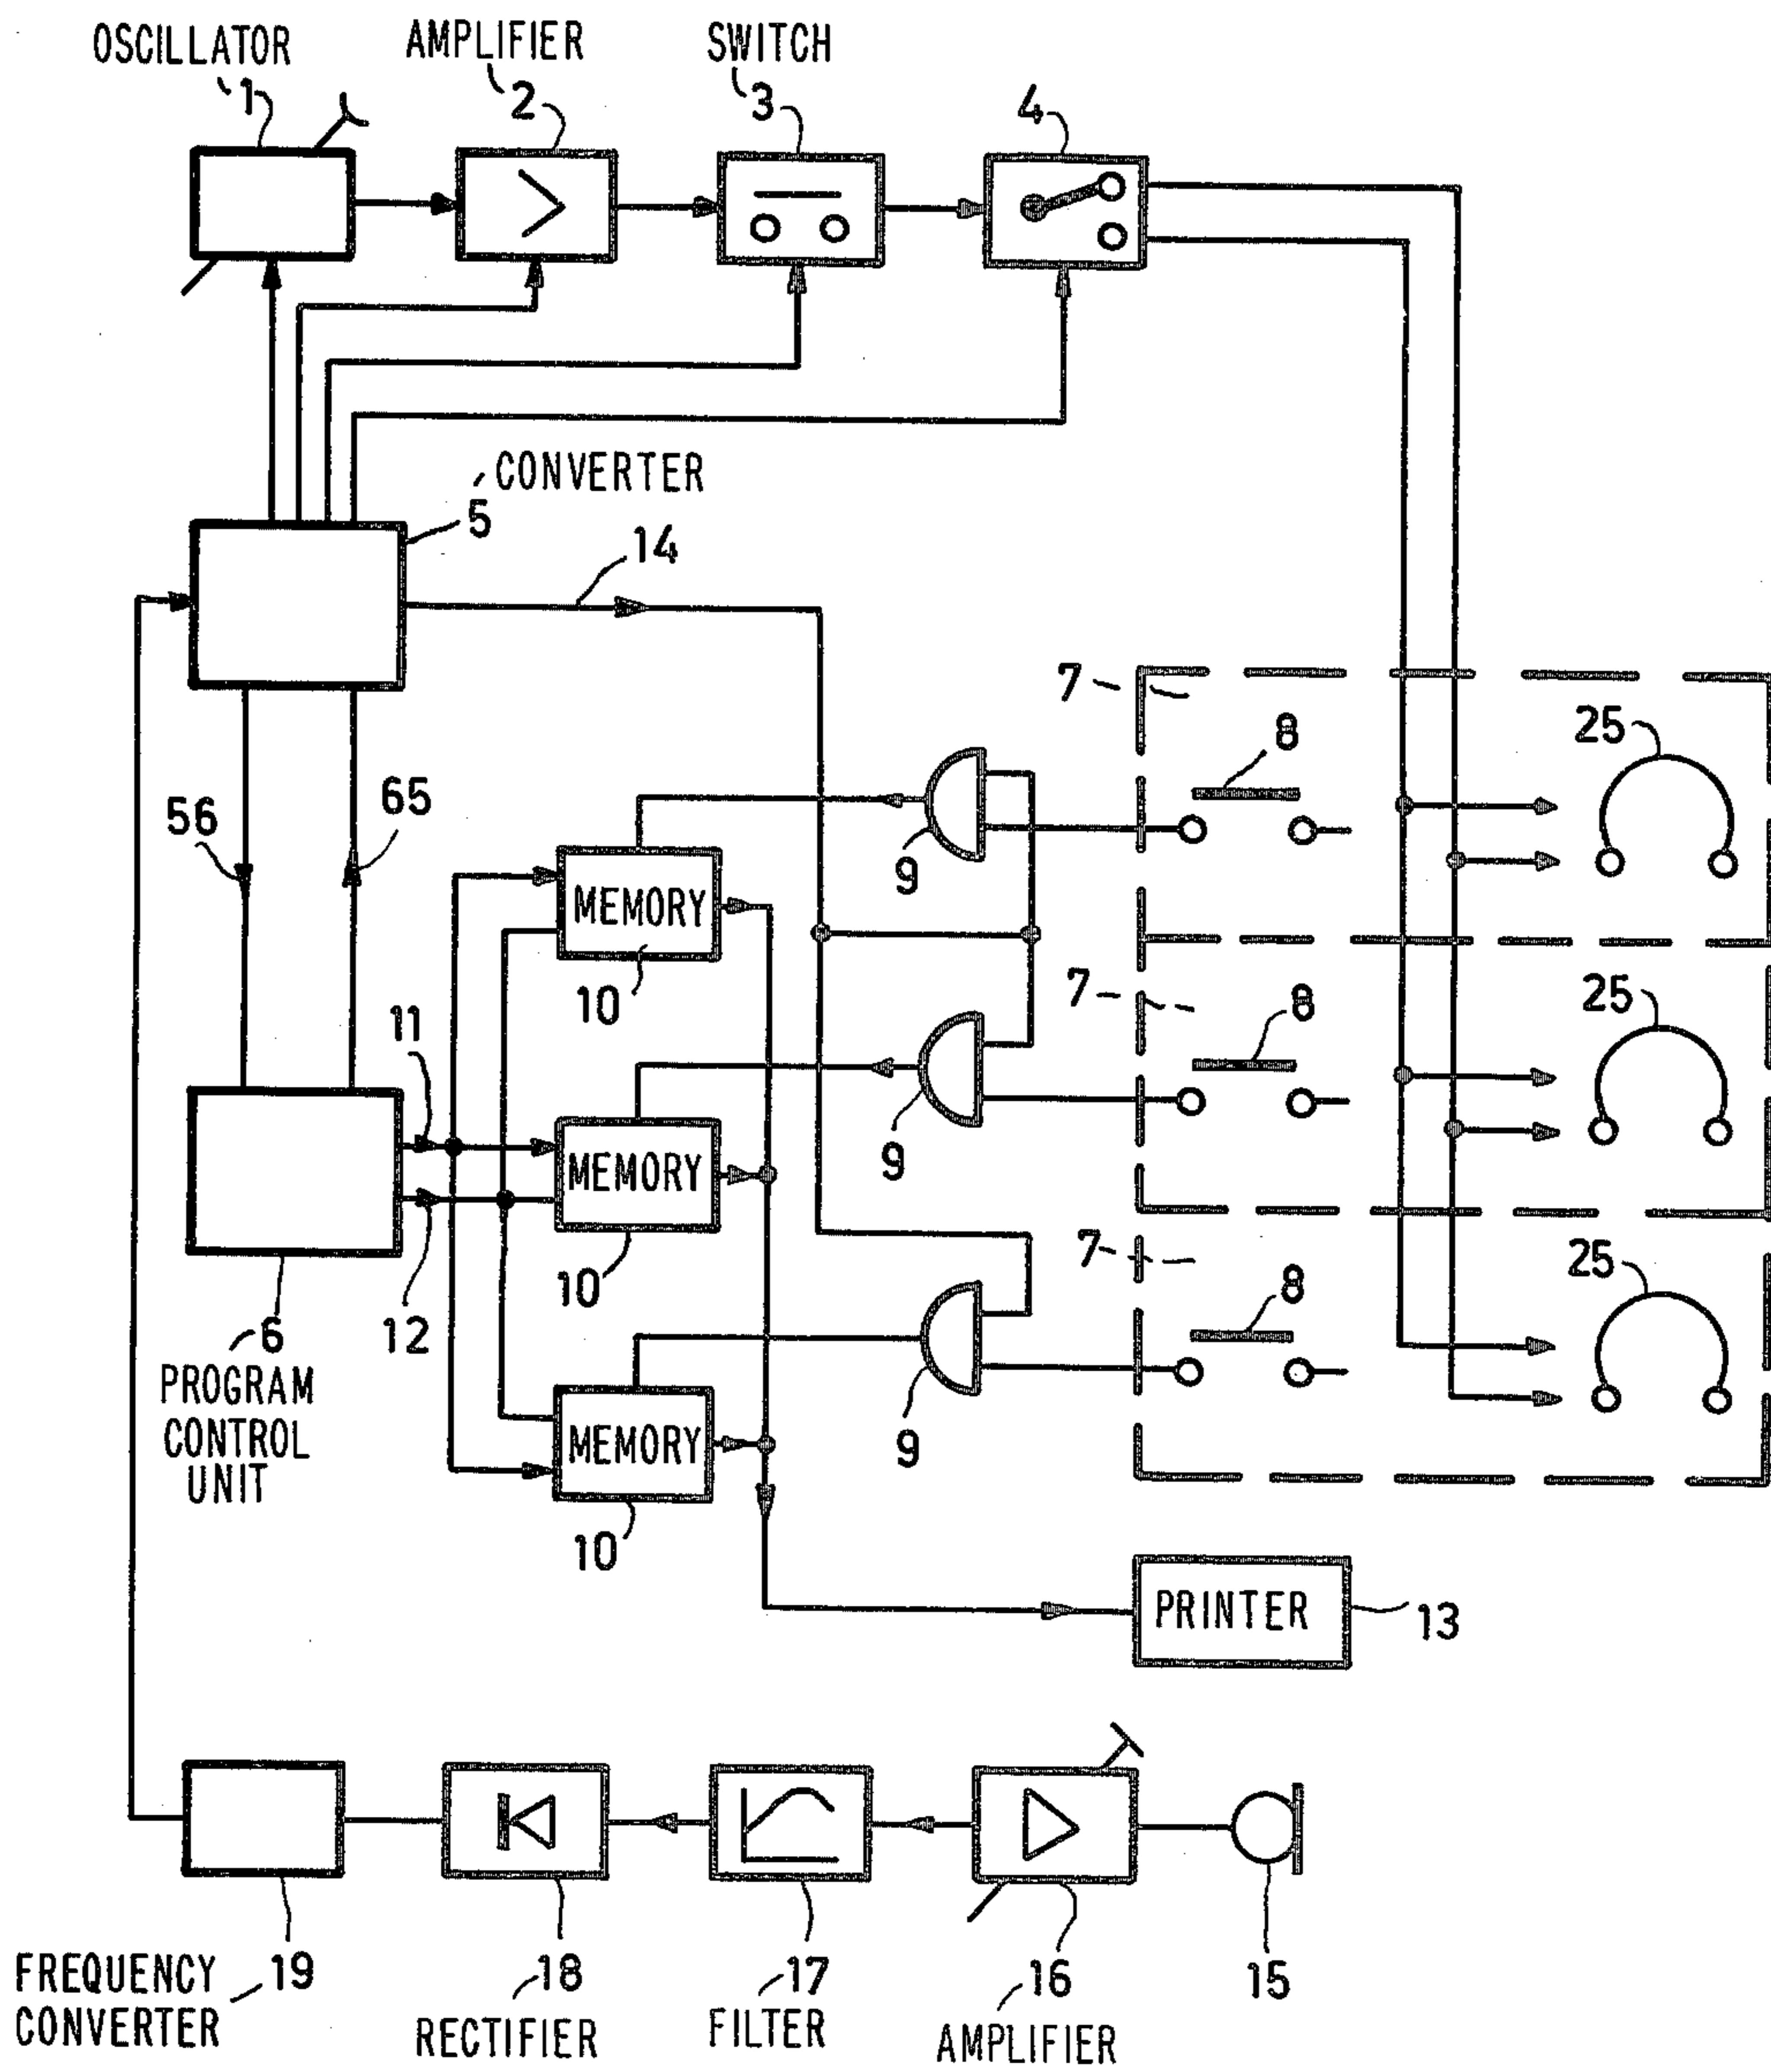 OSCILLATOR
1
AMPLIFIER
2
SWITCH
3
4
CONVERTER
5
14
7
8
25
56
65
9
MEMORY
10
7
8
25
11
9
MEMORY
10
12
7
8
25
6
PROGRAM
CONTROL
UNIT
9
MEMORY
10
PRINTER
13
FREQUENCY
CONVERTER
19
18
RECTIFIER
17
FILTER
16
AMPLIFIER
15